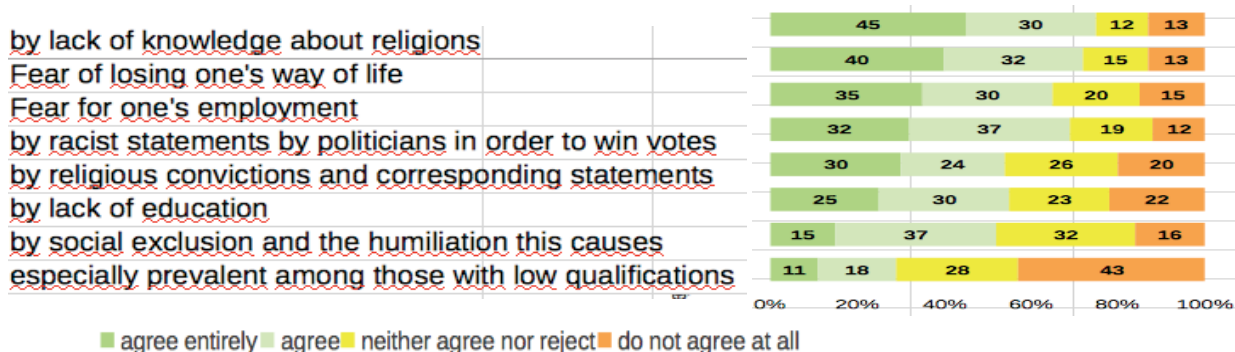 by lack of knowledge about religions 45 30 12 13
Fear of losing one's way of life 40 32 15 13
Fear for one's employment 35 30 20 15
by racist statements by politicians in order to win votes 32 37 19 12
by religious convictions and corresponding statements 30 24 26 20
by lack of education 25 30 23 22
by social exclusion and the humiliation this causes 15 37 32 16
especially prevalent among those with low qualifications 11 18 28 43
0% 20% 40% 60% 80% 100%
agree entirely agree neither agree nor reject do not agree at all